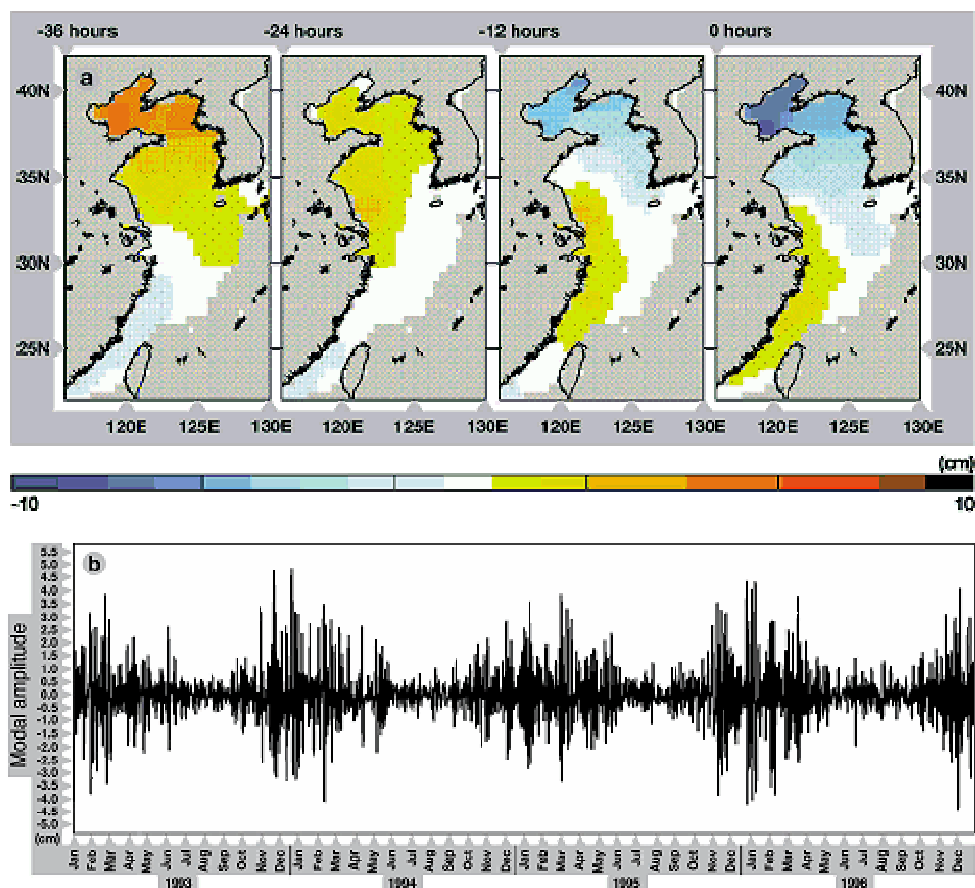 -36 hours -24 hours -12 hours 0 hours
a
40N 40N
35N 35N
30N 30N
25N 25N
120E 125E 130E 120E 125E 130E 120E 125E 130E 120E 125E 130E
(cm)
-10 10
b
Modal amplitude
5.5
5.0
4.5
4.0
3.5
3.0
2.5
2.0
1.5
1.0
0.5
0.0
-0.5
-1.0
-1.5
-2.0
-2.5
-3.0
-3.5
-4.0
-4.5
-5.0
(cm)
Jan Feb Mar Apr May Jun Jul Aug Sep Oct Nov Dec Jan Feb Mar Apr May Jun Jul Aug Sep Oct Nov Dec Jan Feb Mar Apr May Jun Jul Aug Sep Oct Nov Dec Jan Feb Mar Apr May Jun Jul Aug Sep Oct Nov Dec
1993 1994 1995 1996